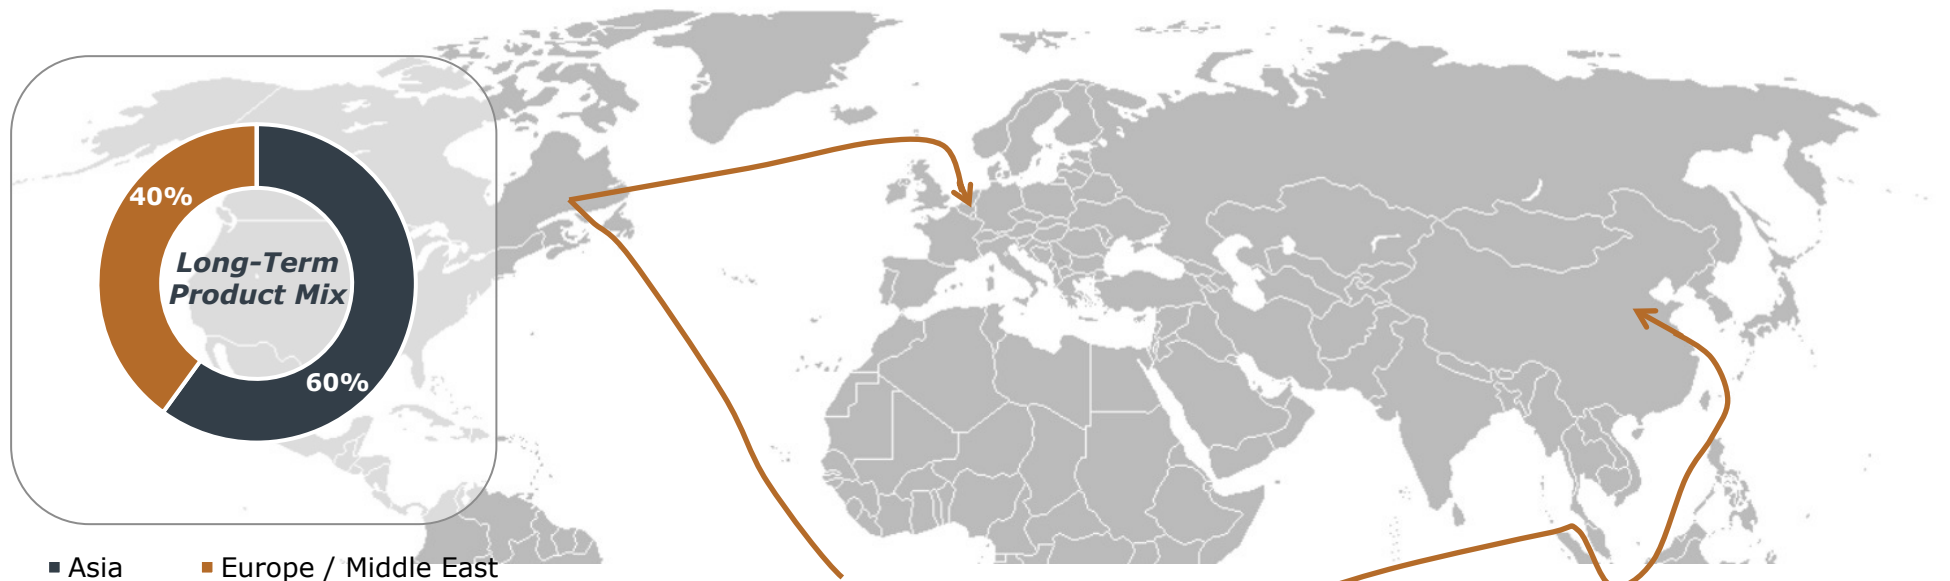 40%
Long-Term
Product Mix
60%
Asia
Europe / Middle East